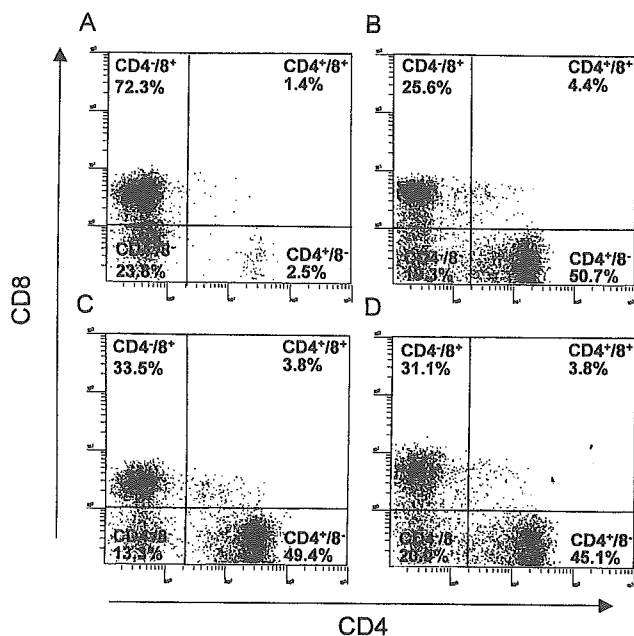 A
CD4⁻/8⁺
72.3%
CD4⁺/8⁺
1.4%
23.8%
CD4⁺/8⁻
2.5%
B
CD4⁻/8⁺
25.6%
CD4⁺/8⁺
4.4%
CD4⁺/8⁻
50.7%
C
CD4⁻/8⁺
33.5%
CD4⁺/8⁺
3.8%
13.3%
CD4⁺/8⁻
49.4%
D
CD4⁻/8⁺
31.1%
CD4⁺/8⁺
3.8%
CD4⁺/8⁻
45.1%
CD8
CD4